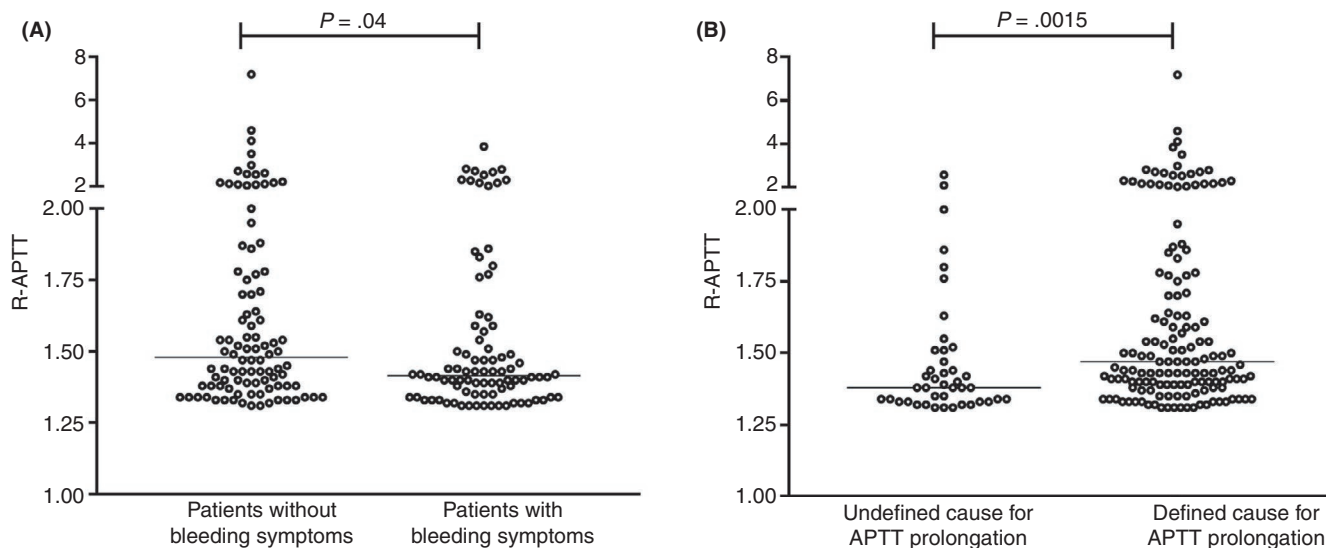 (A)
P = .04
8
6
4
2
2.00
1.75
1.50
1.25
1.00
R-APTT
Patients without
bleeding symptoms
Patients with
bleeding symptoms
(B)
P = .0015
8
6
4
2
2.00
1.75
1.50
1.25
1.00
R-APTT
Undefined cause for
APTT prolongation
Defined cause for
APTT prolongation